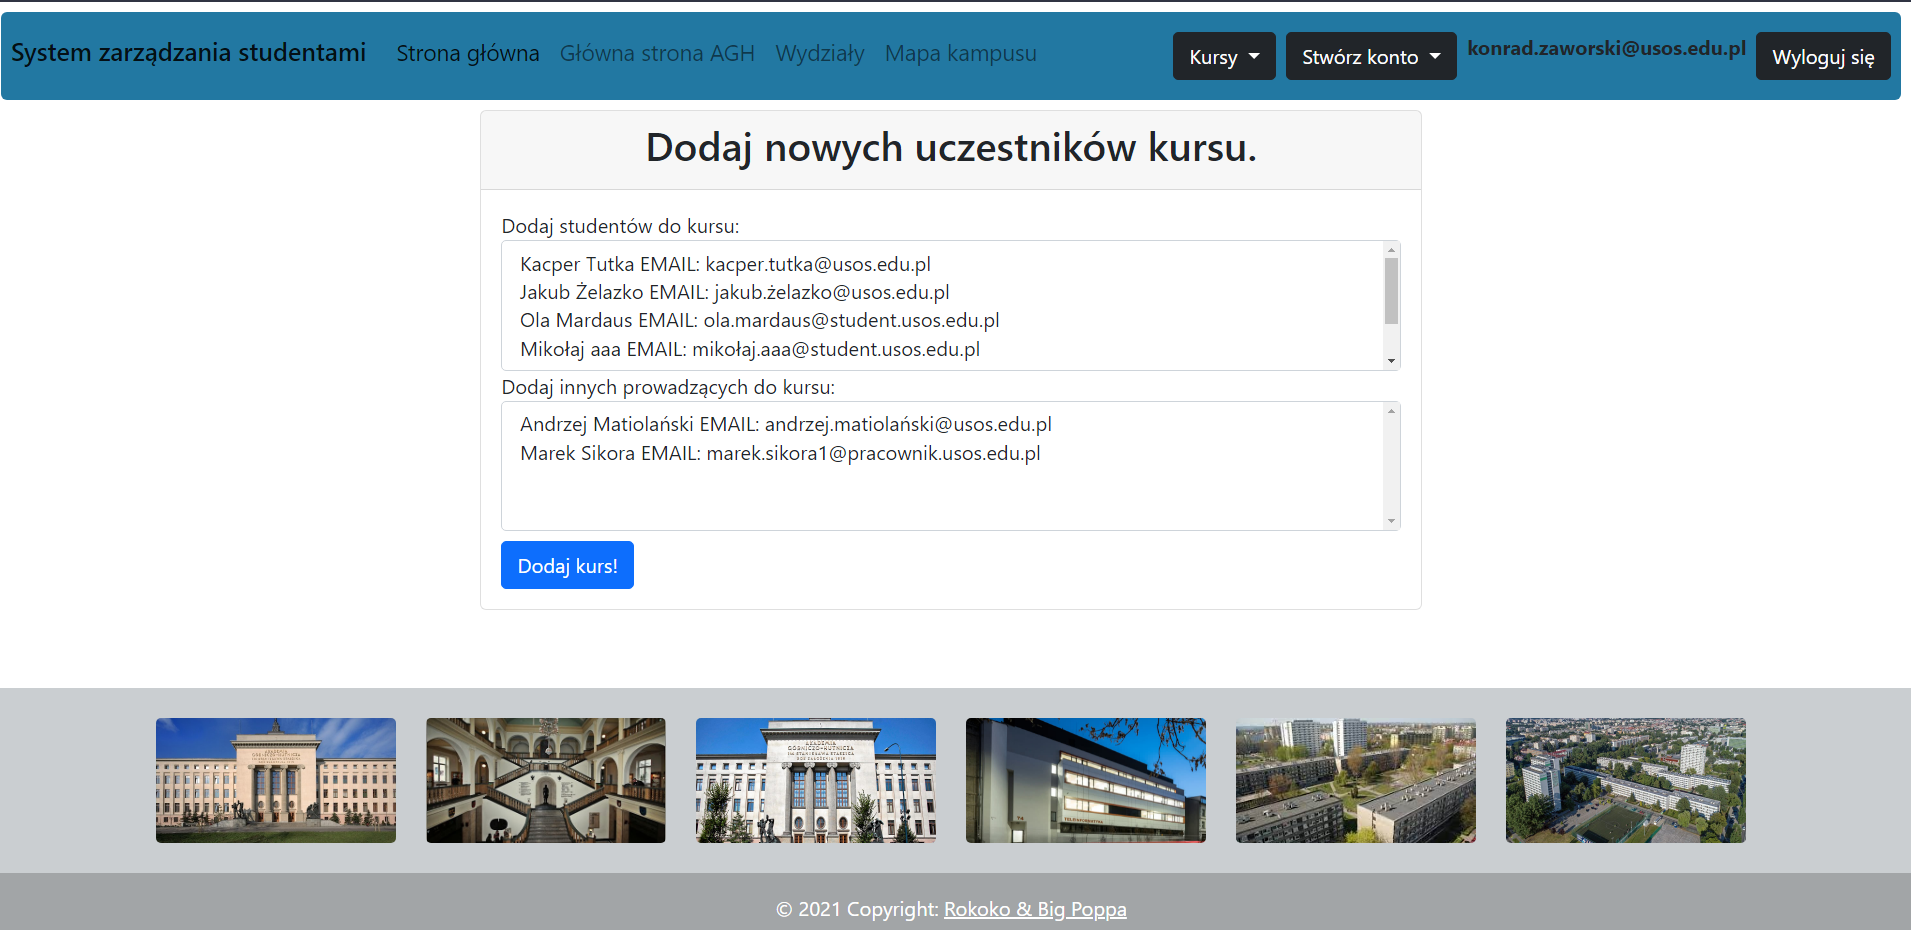 System zarządzania studentami Strona główna Główna strona AGH Wydziały Mapa kampusu Kursy Stwórz konto konrad.zaworski@usos.edu.pl Wyloguj się
Dodaj nowych uczestników kursu.
Dodaj studentów do kursu:
Kacper Tutka EMAIL: kacper.tutka@usos.edu.pl
Jakub Żelazko EMAIL: jakub.żelazko@usos.edu.pl
Ola Mardaus EMAIL: ola.mardaus@student.usos.edu.pl
Mikołaj aaa EMAIL: mikołaj.aaa@student.usos.edu.pl
Dodaj innych prowadzących do kursu:
Andrzej Matiolański EMAIL: andrzej.matiolański@usos.edu.pl
Marek Sikora EMAIL: marek.sikora1@pracownik.usos.edu.pl
Dodaj kurs!
AKADEMIA
GÓRNICZO-HUTNICZA
© 2021 Copyright: Rokoko & Big Poppa